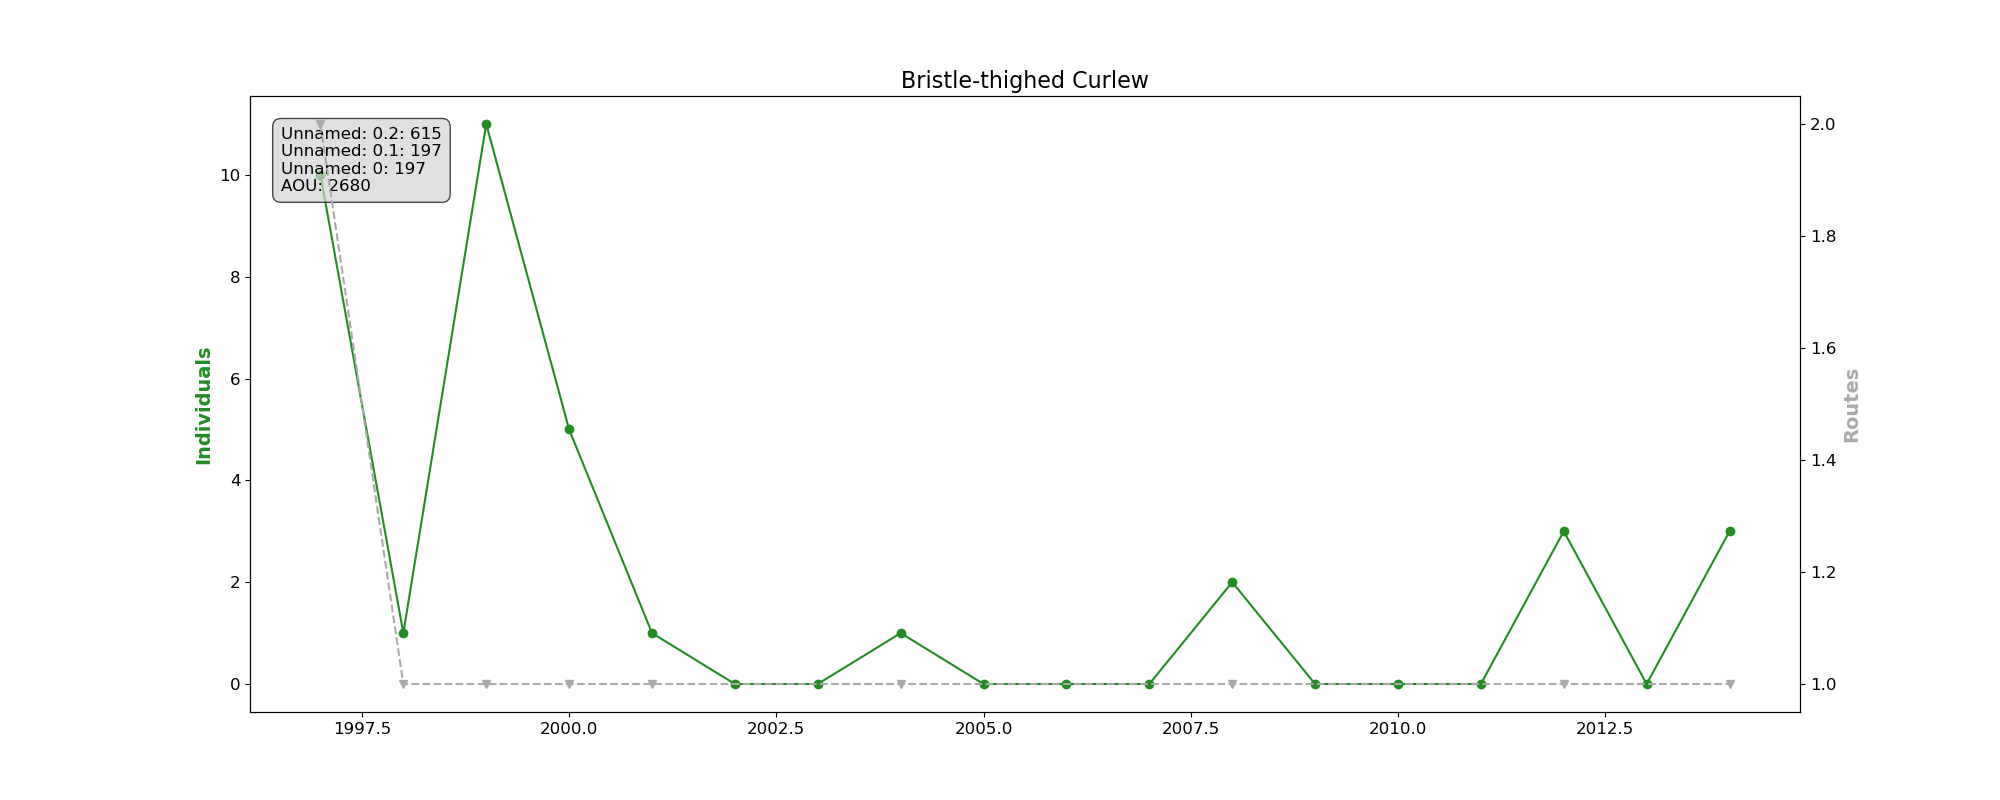 Bristle-thighed Curlew
Unnamed: 0.2: 615
Unnamed: 0.1: 197
Unnamed: 0: 197
AOU: 2680
10
8
6
4
2
0
Individuals
2.0
1.8
1.6
1.4
1.2
1.0
Routes
1997.5
2000.0
2002.5
2005.0
2007.5
2010.0
2012.5